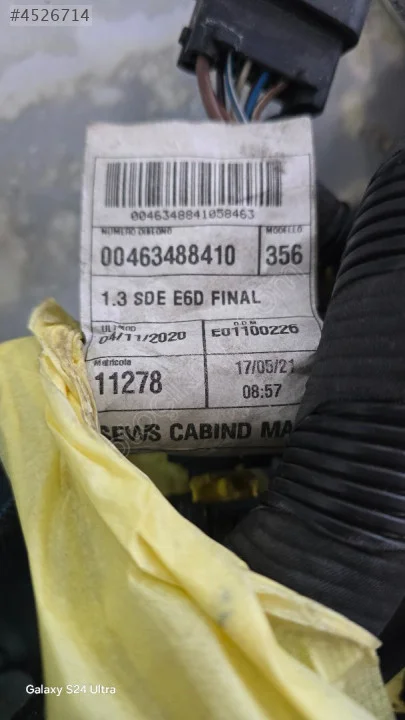 #4526714
0046348841058463
NUMERO DISEGNO MODELLO
00463488410 356
1.3 SDE E6D FINAL
04/11/2020 E01100226
Matricola 17/05/21
11278 08:57
SEWS CABIND MA
Galaxy S24 Ultra